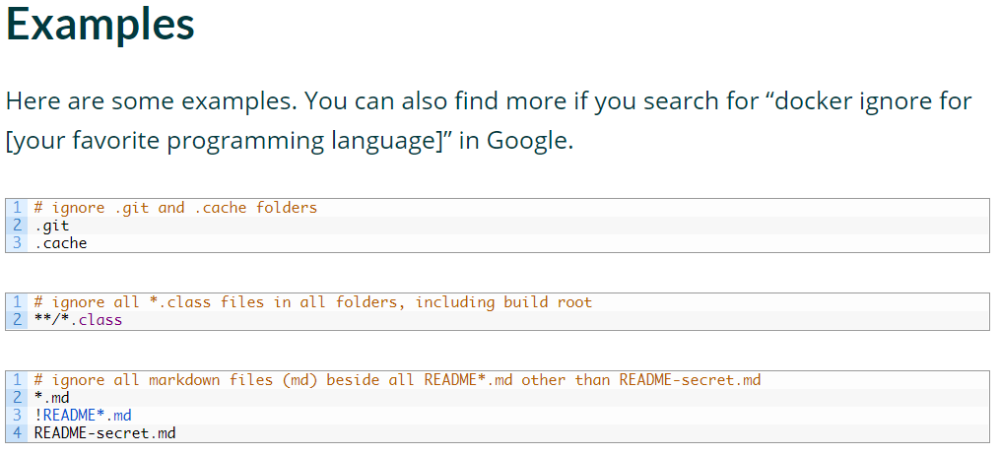 Examples
Here are some examples. You can also find more if you search for “docker ignore for
[your favorite programming language]” in Google.
1 # ignore .git and .cache folders
2 .git
3 .cache
1 # ignore all *.class files in all folders, including build root
2 **/*.class
1 # ignore all markdown files (md) beside all README*.md other than README-secret.md
2 *.md
3 !README*.md
4 README-secret.md